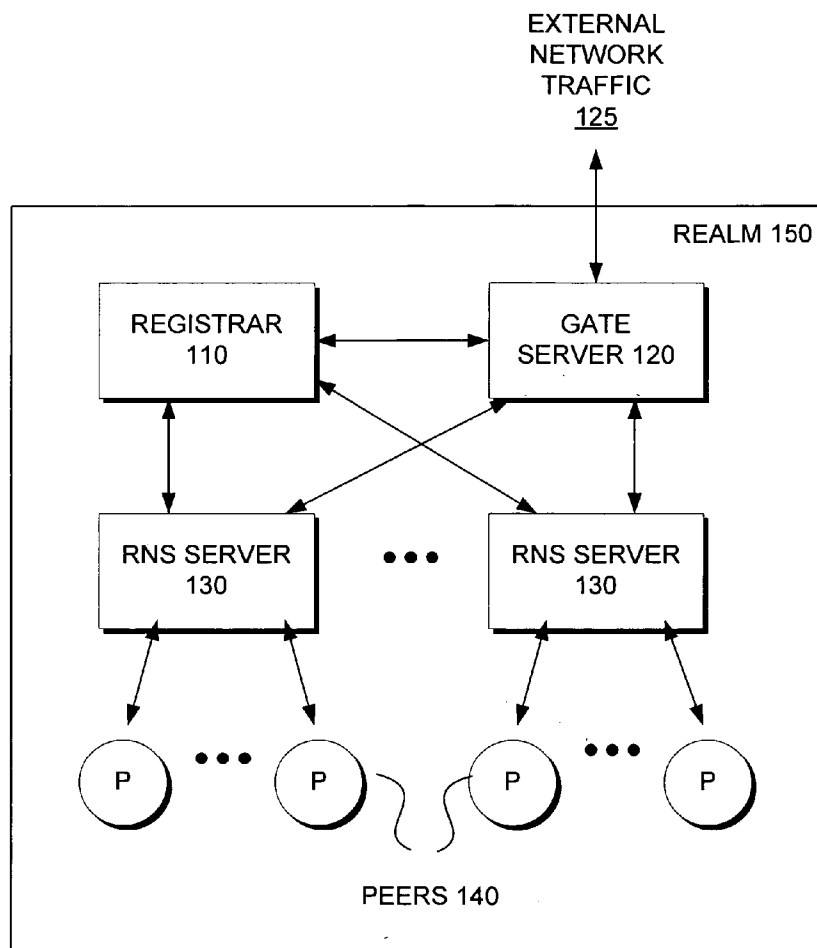 EXTERNAL
NETWORK
TRAFFIC
125
REALM 150
REGISTRAR
110
GATE
SERVER 120
RNS SERVER
130
RNS SERVER
130
P
P
P
P
PEERS 140